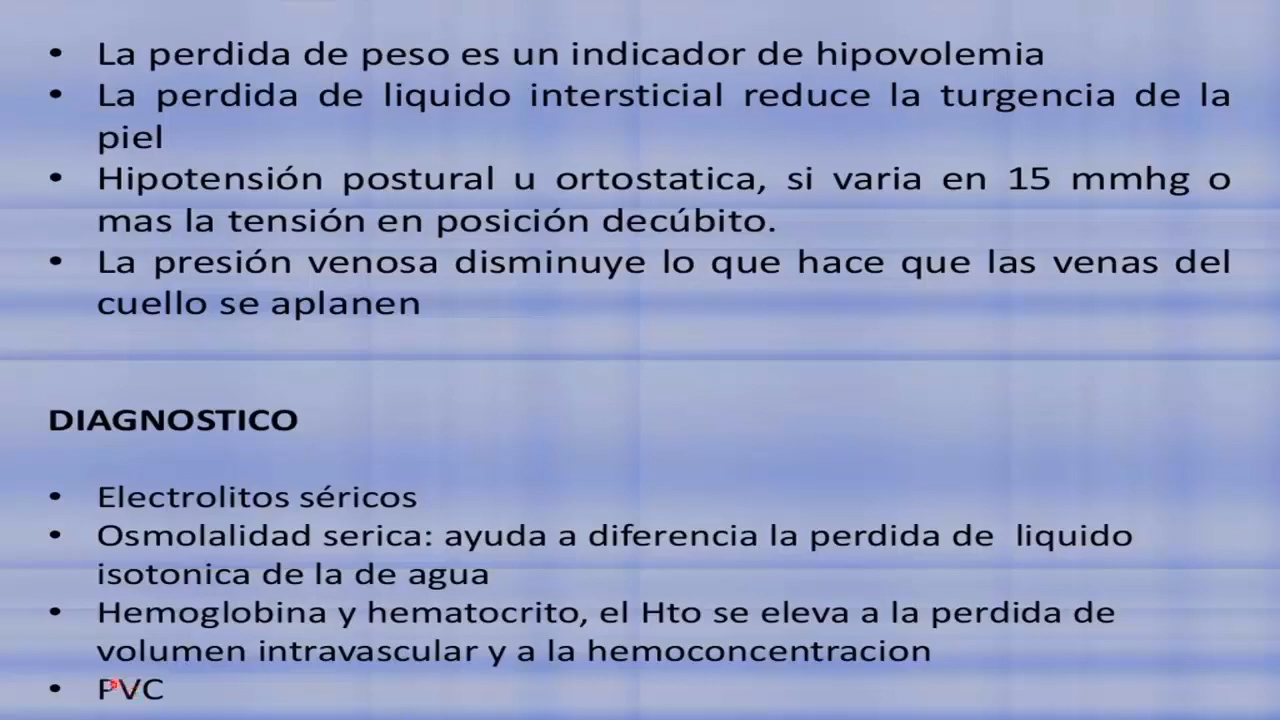 • La perdida de peso es un indicador de hipovolemia
• La perdida de liquido intersticial reduce la turgencia de la
piel
• Hipotensión postural u ortostatica, si varia en 15 mmhg o
mas la tensión en posición decúbito.
• La presión venosa disminuye lo que hace que las venas del
cuello se aplanen
DIAGNOSTICO
• Electrolitos séricos
• Osmolalidad serica: ayuda a diferencia la perdida de liquido
isotonica de la de agua
• Hemoglobina y hematocrito, el Hto se eleva a la perdida de
volumen intravascular y a la hemoconcentracion
• PVC